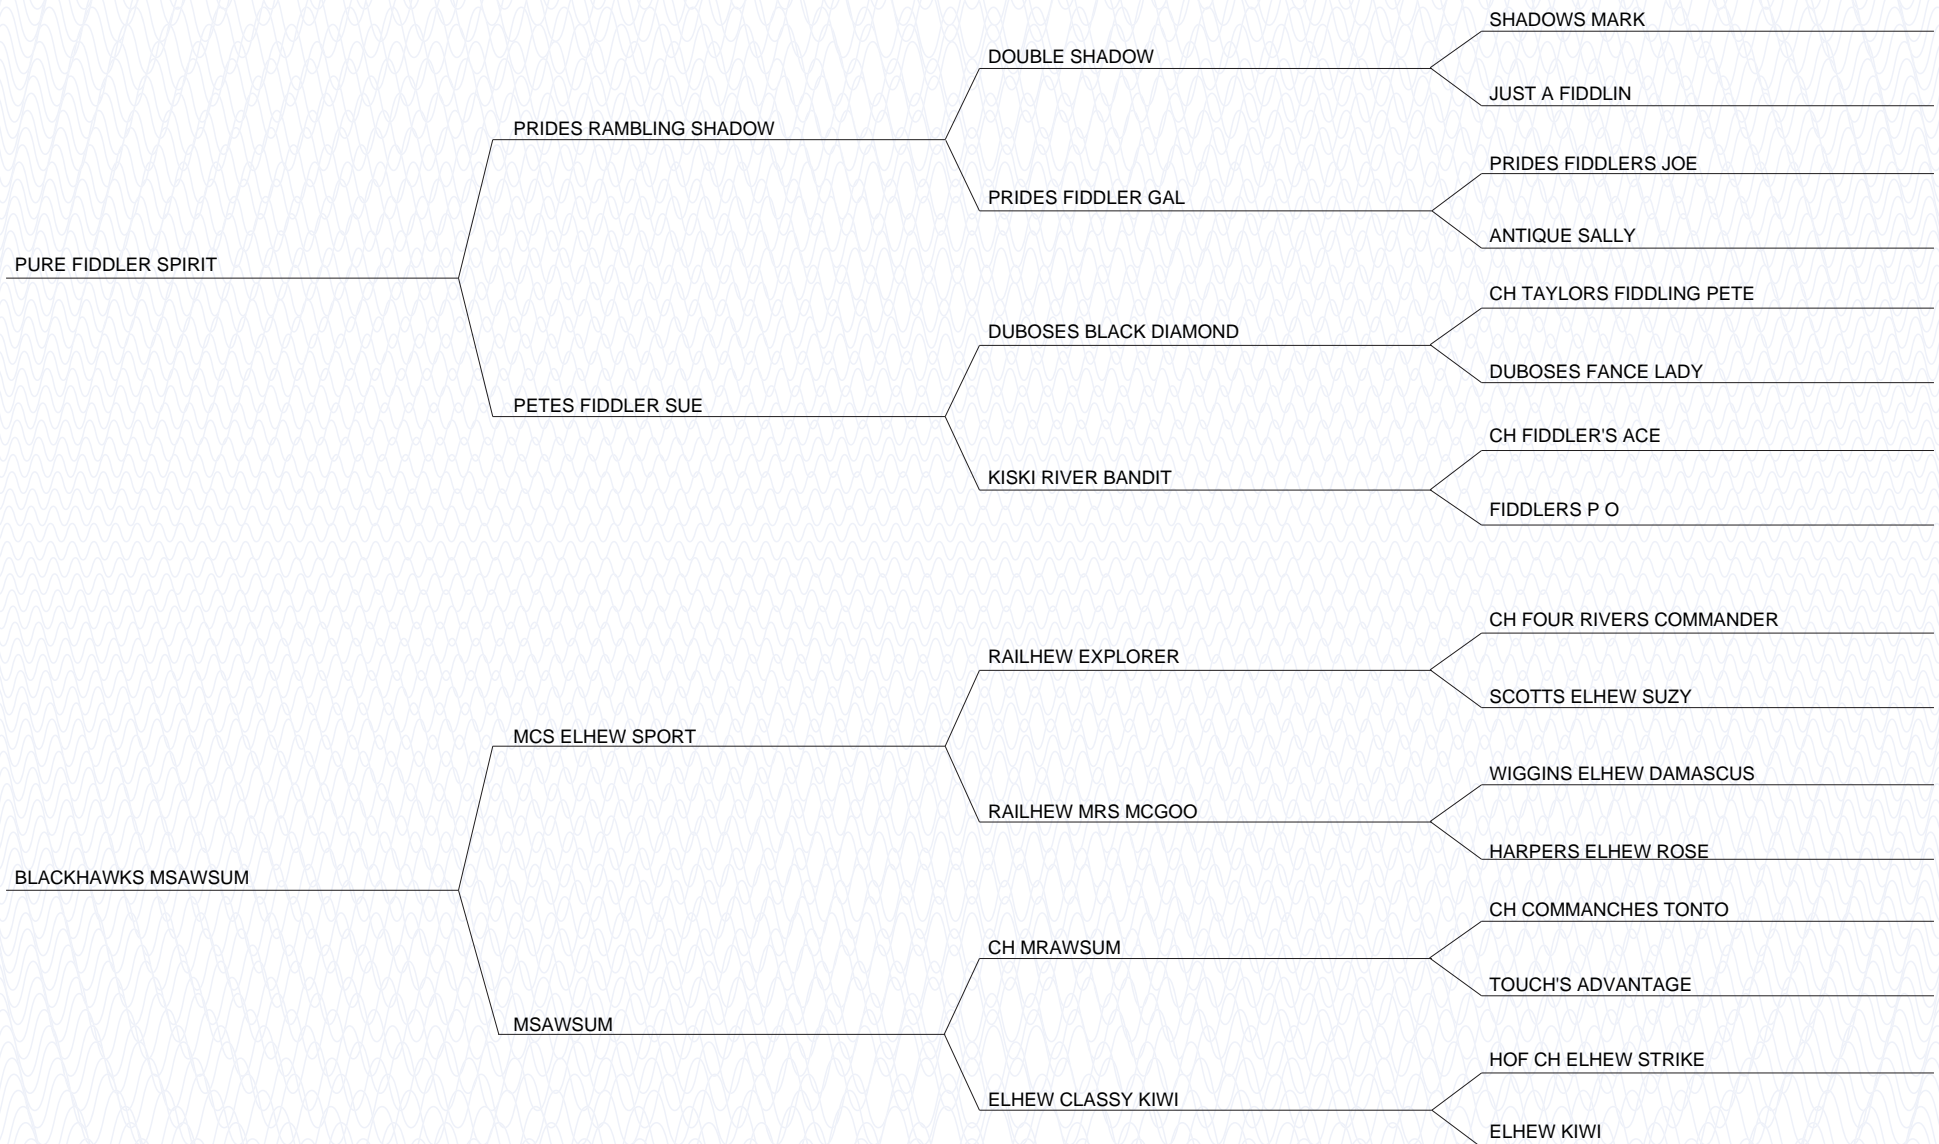 SHADOWS MARK
DOUBLE SHADOW
JUST A FIDDLIN
PRIDES RAMBLING SHADOW
PRIDES FIDDLERS JOE
PRIDES FIDDLER GAL
ANTIQUE SALLY
PURE FIDDLER SPIRIT
CH TAYLORS FIDDLING PETE
DUBOSES BLACK DIAMOND
DUBOSES FANCE LADY
PETES FIDDLER SUE
CH FIDDLER'S ACE
KISKI RIVER BANDIT
FIDDLERS P O
CH FOUR RIVERS COMMANDER
RAILHEW EXPLORER
SCOTTS ELHEW SUZY
MCS ELHEW SPORT
WIGGINS ELHEW DAMASCUS
RAILHEW MRS MCGOO
HARPERS ELHEW ROSE
BLACKHAWKS MSAWSUM
CH COMMANCHES TONTO
CH MRAWSUM
TOUCH'S ADVANTAGE
MSAWSUM
HOF CH ELHEW STRIKE
ELHEW CLASSY KIWI
ELHEW KIWI